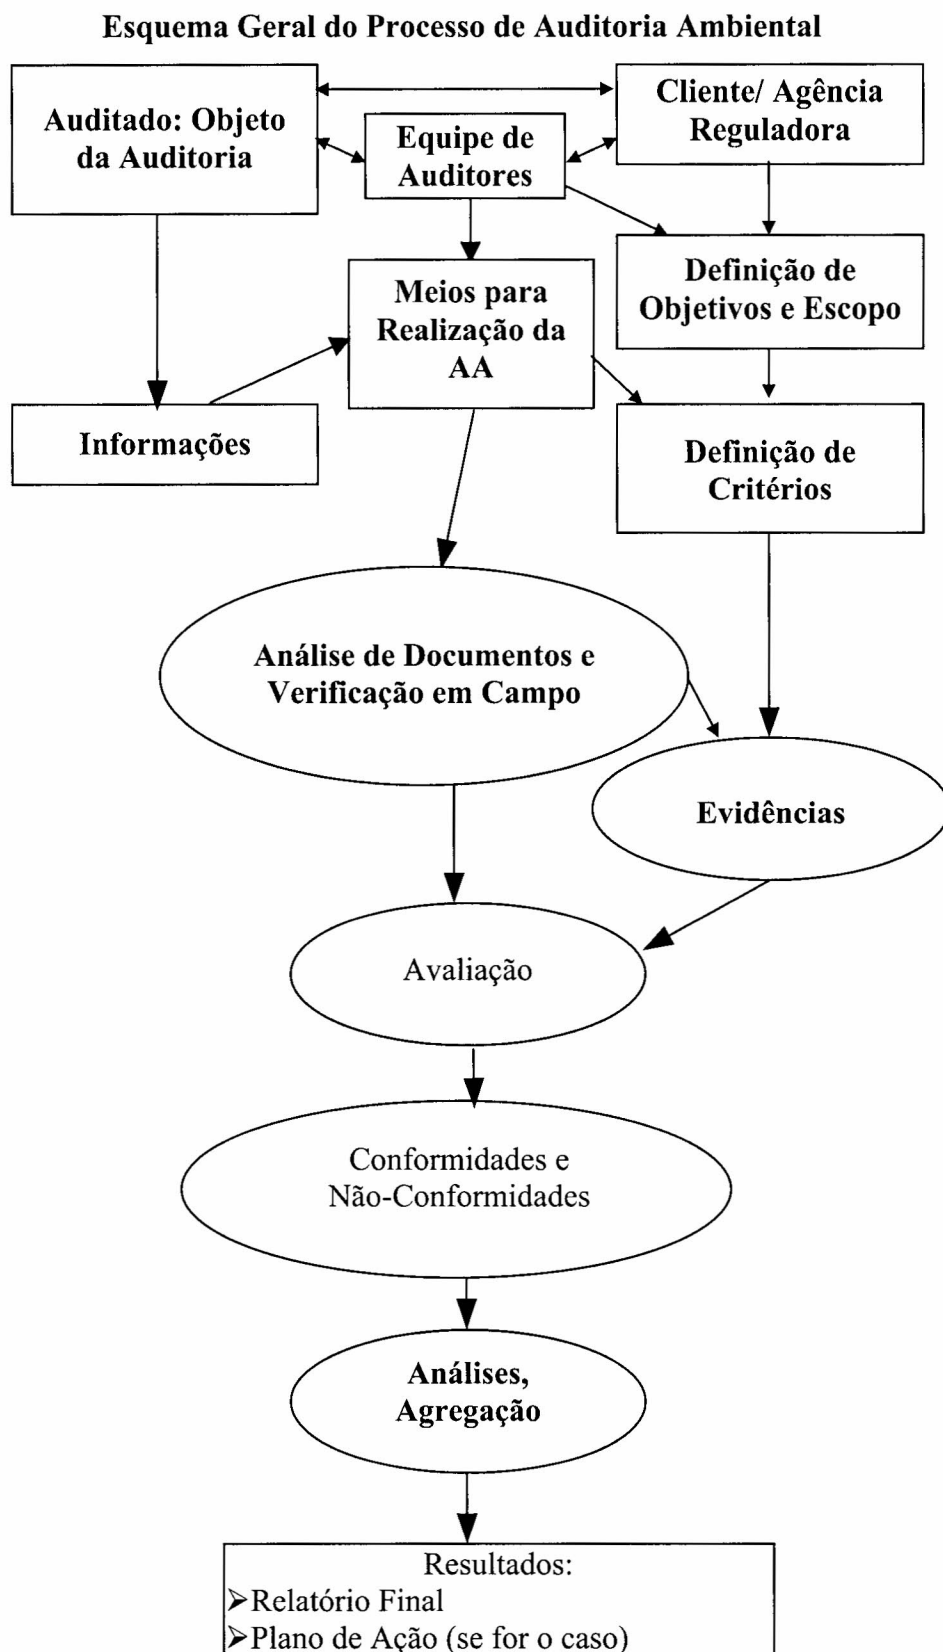 Esquema Geral do Processo de Auditoria Ambiental
Auditado: Objeto
da Auditoria
Equipe de
Auditores
Cliente/ Agência
Reguladora
Meios para
Realização da
AA
Definição de
Objetivos e Escopo
Informações
Definição de
Critérios
Análise de Documentos e
Verificação em Campo
Evidências
Avaliação
Conformidades e
Não-Conformidades
Análises,
Agregação
Resultados:
➢Relatório Final
➢Plano de Ação (se for o caso)